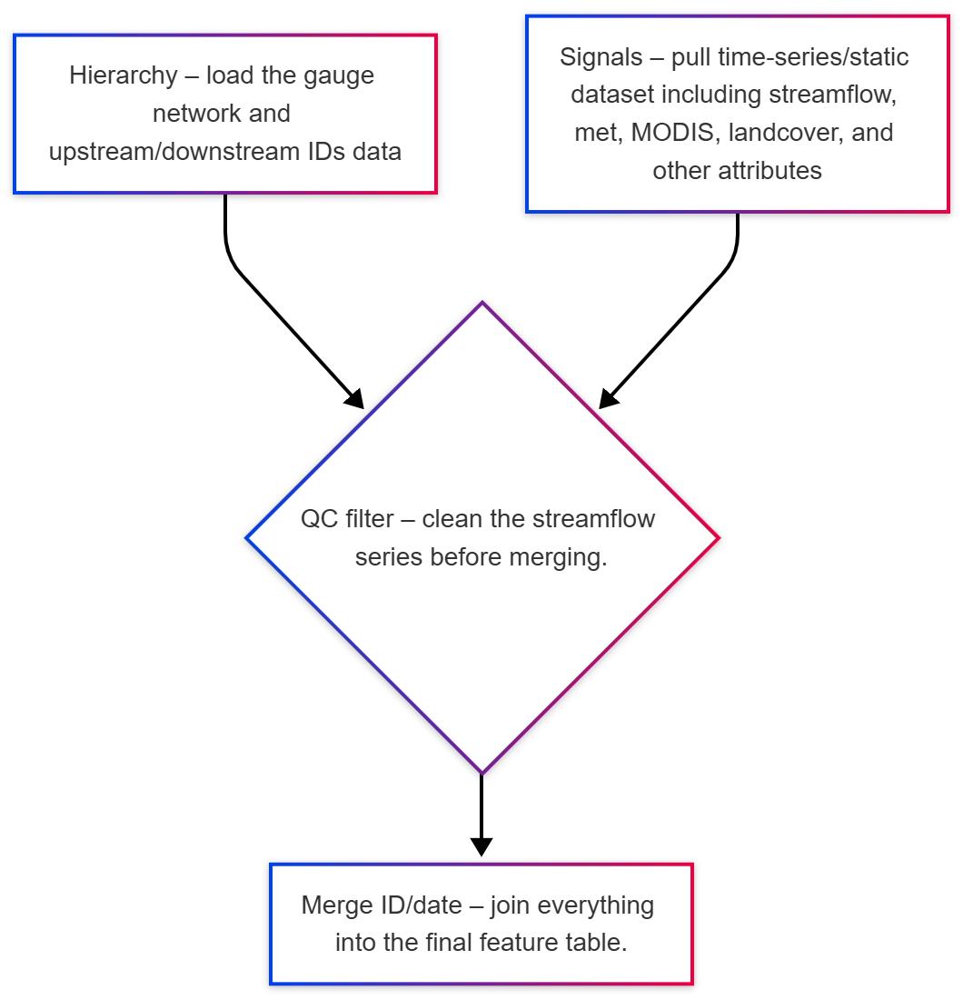 Hierarchy – load the gauge
network and
upstream/downstream IDs data
Signals – pull time-series/static
dataset including streamflow,
met, MODIS, landcover, and
other attributes
QC filter – clean the streamflow
series before merging.
Merge ID/date – join everything
into the final feature table.